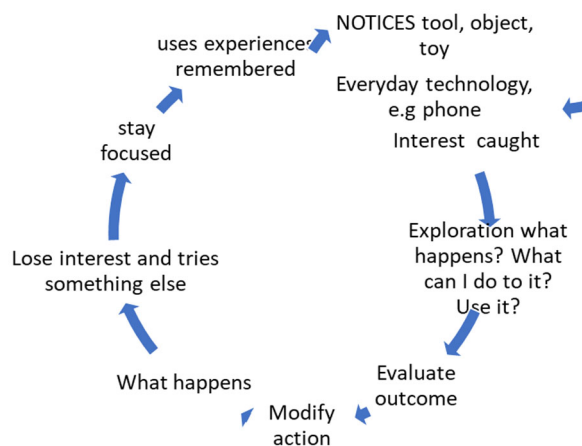 NOTICES tool, object,
toy
Everyday technology,
e.g phone
Interest caught
Exploration what
happens? What
can I do to it?
Use it?
Evaluate
outcome
Modify
action
What happens
Lose interest and tries
something else
stay
focused
uses experiences
remembered